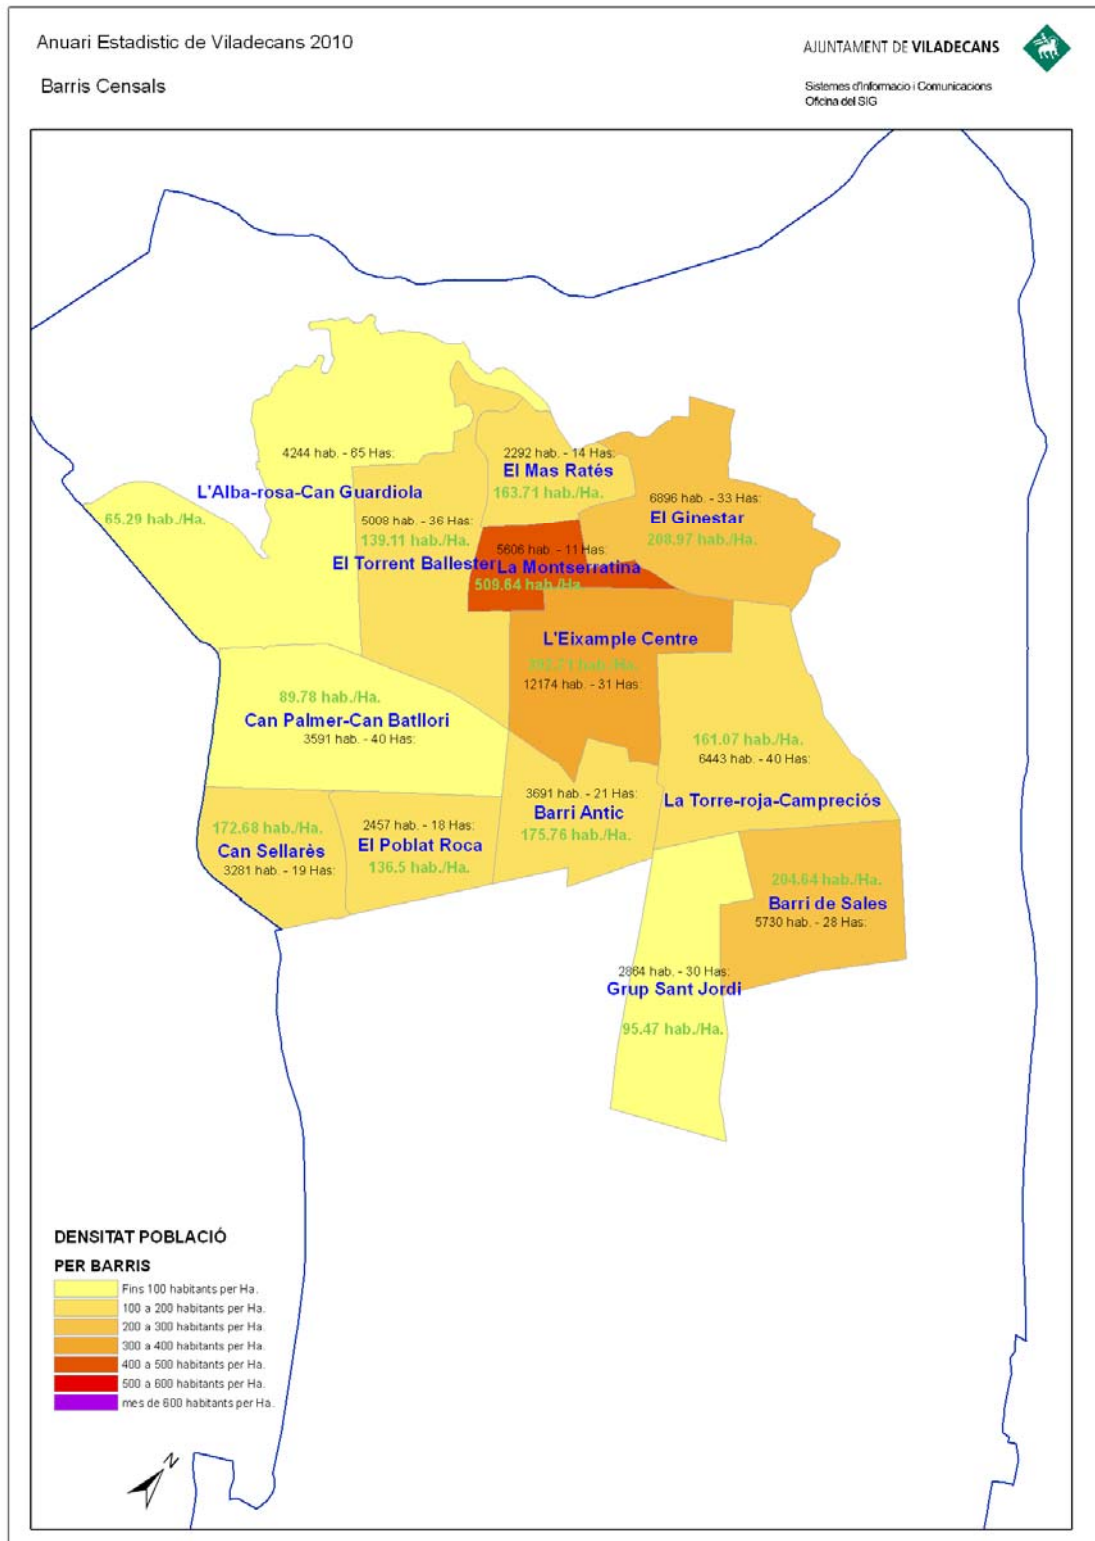 Anuari Estadistic de Viladecans 2010
AJUNTAMENT DE VILADECANS
Barris Censals
Sistemes d'Informacio i Comunicacions
Oficina del SIG
4244 hab. - 65 Has:
L'Alba-rosa-Can Guardiola
65.29 hab./Ha.
2292 hab. - 14 Has:
El Mas Ratés
163.71 hab./Ha.
6896 hab. - 33 Has:
El Ginestar
208.97 hab./Ha.
5008 hab. - 36 Has:
139.11 hab./Ha.
El Torrent Ballester
5606 hab. - 11 Has:
La Montserratina
509.64 hab./Ha.
L'Eixample Centre
392.71 hab./Ha.
12174 hab. - 31 Has:
89.78 hab./Ha.
Can Palmer-Can Batllori
3591 hab. - 40 Has:
161.07 hab./Ha.
6443 hab. - 40 Has:
La Torre-roja-Campreciós
3691 hab. - 21 Has:
Barri Antic
175.76 hab./Ha.
172.68 hab./Ha.
Can Sellarès
3281 hab. - 19 Has:
2457 hab. - 18 Has:
El Poblat Roca
136.5 hab./Ha.
204.64 hab./Ha.
Barri de Sales
5730 hab. - 28 Has:
2864 hab. - 30 Has:
Grup Sant Jordi
95.47 hab./Ha.
DENSITAT POBLACIÓ
PER BARRIS
Fins 100 habitants per Ha.
100 a 200 habitants per Ha.
200 a 300 habitants per Ha.
300 a 400 habitants per Ha.
400 a 500 habitants per Ha.
500 a 600 habitants per Ha.
mes de 600 habitants per Ha.
N